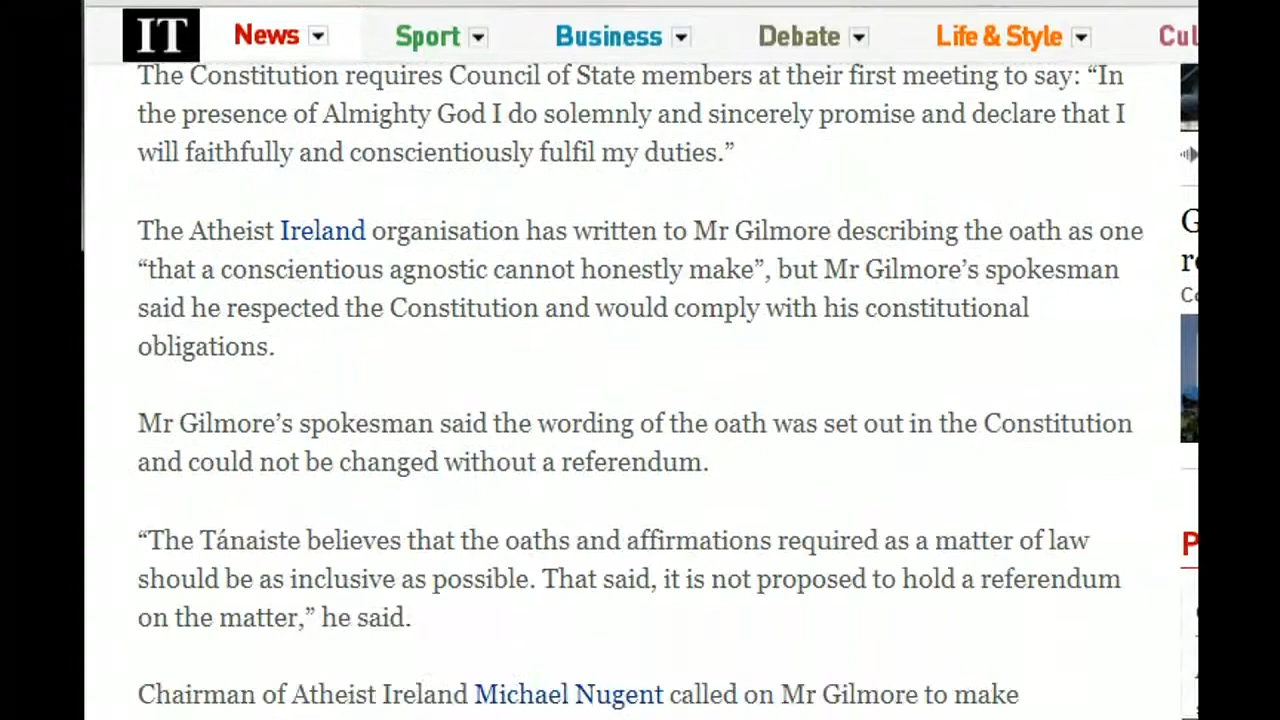 IT News Sport Business Debate Life & Style Cul
The Constitution requires Council of State members at their first meeting to say: “In
the presence of Almighty God I do solemnly and sincerely promise and declare that I
will faithfully and conscientiously fulfil my duties.”
The Atheist Ireland organisation has written to Mr Gilmore describing the oath as one
“that a conscientious agnostic cannot honestly make”, but Mr Gilmore’s spokesman
said he respected the Constitution and would comply with his constitutional
obligations.
Mr Gilmore’s spokesman said the wording of the oath was set out in the Constitution
and could not be changed without a referendum.
“The Tánaiste believes that the oaths and affirmations required as a matter of law
should be as inclusive as possible. That said, it is not proposed to hold a referendum
on the matter,” he said.
Chairman of Atheist Ireland Michael Nugent called on Mr Gilmore to make
G
re
Co
P